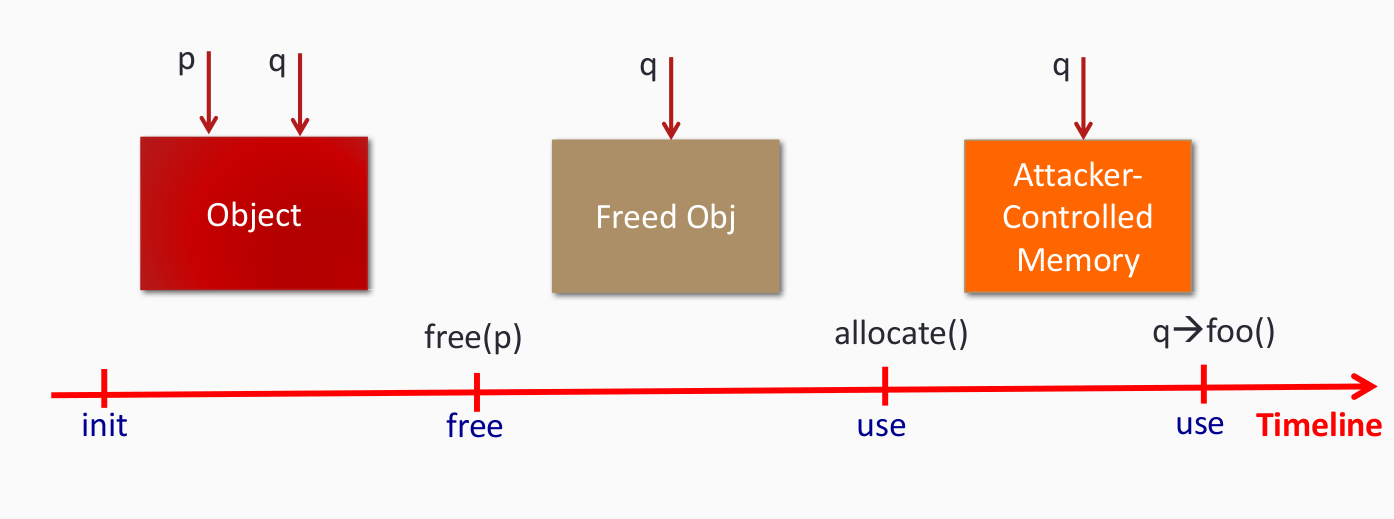 p
q
q
q
Object
Freed Obj
Attacker-
Controlled
Memory
free(p)
allocate()
q→foo()
init
free
use
use
Timeline